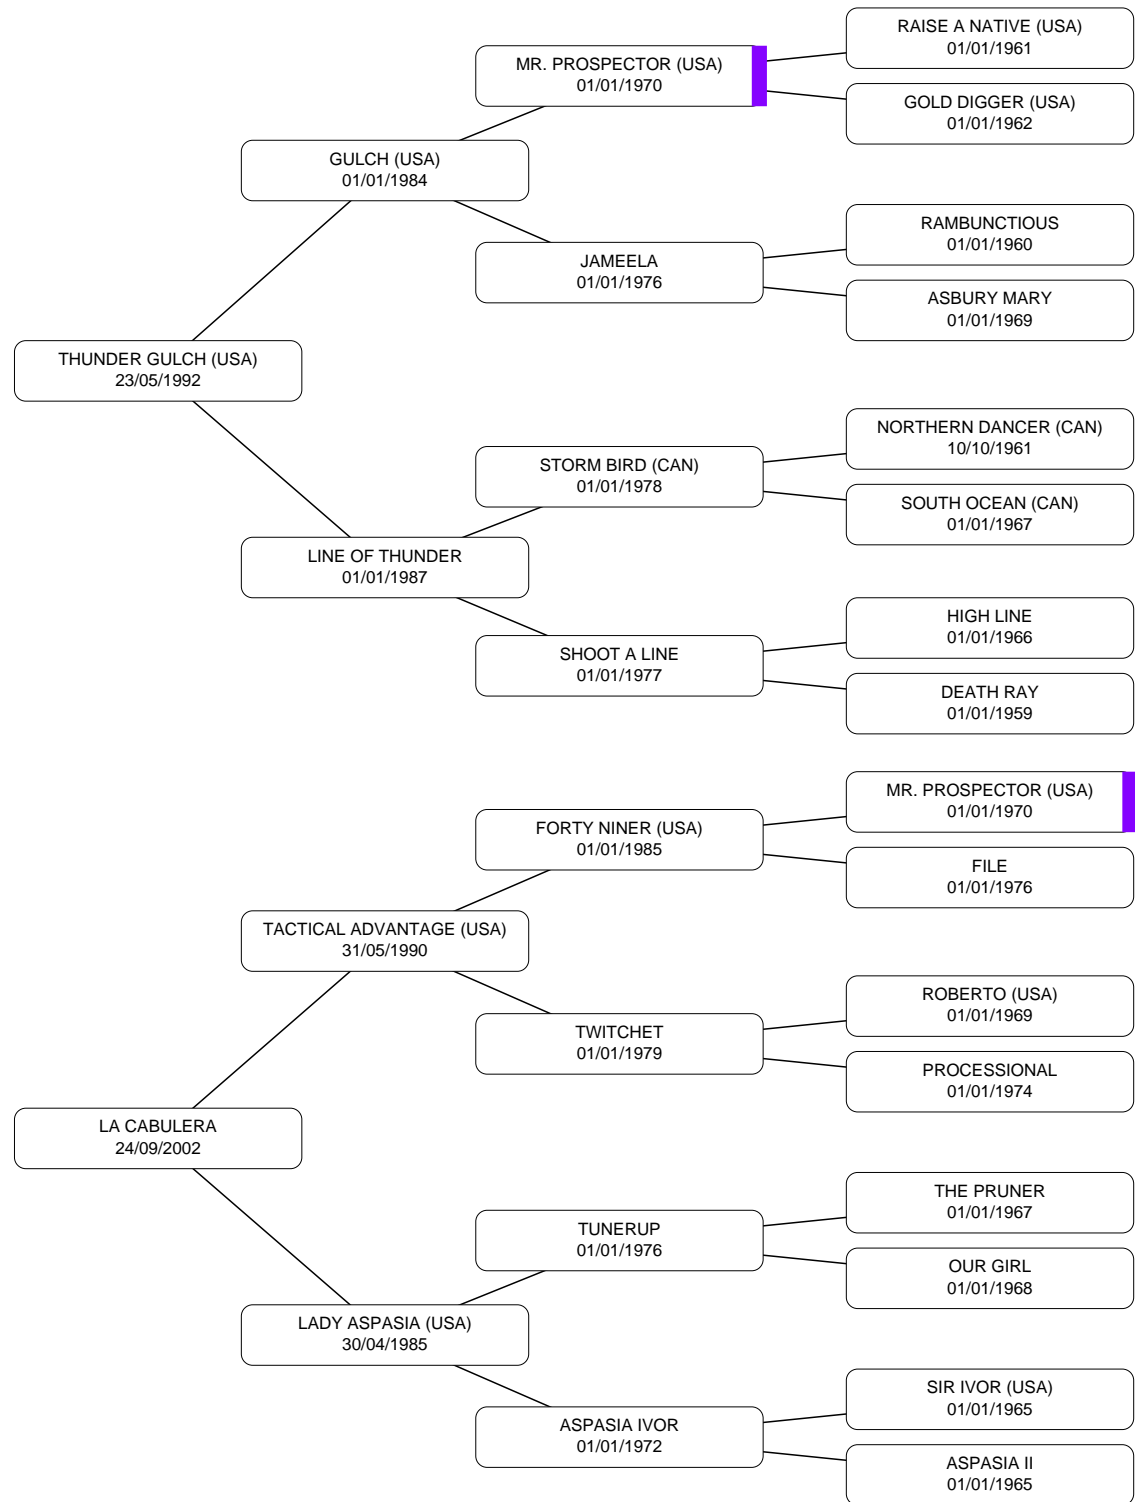 RAISE A NATIVE (USA)
01/01/1961
MR. PROSPECTOR (USA)
01/01/1970
GOLD DIGGER (USA)
01/01/1962
GULCH (USA)
01/01/1984
RAMBUNCTIOUS
01/01/1960
JAMEELA
01/01/1976
ASBURY MARY
01/01/1969
THUNDER GULCH (USA)
23/05/1992
NORTHERN DANCER (CAN)
10/10/1961
STORM BIRD (CAN)
01/01/1978
SOUTH OCEAN (CAN)
01/01/1967
LINE OF THUNDER
01/01/1987
HIGH LINE
01/01/1966
SHOOT A LINE
01/01/1977
DEATH RAY
01/01/1959
MR. PROSPECTOR (USA)
01/01/1970
FORTY NINER (USA)
01/01/1985
FILE
01/01/1976
TACTICAL ADVANTAGE (USA)
31/05/1990
ROBERTO (USA)
01/01/1969
TWITCHET
01/01/1979
PROCESSIONAL
01/01/1974
LA CABULERA
24/09/2002
THE PRUNER
01/01/1967
TUNERUP
01/01/1976
OUR GIRL
01/01/1968
LADY ASPASIA (USA)
30/04/1985
SIR IVOR (USA)
01/01/1965
ASPASIA IVOR
01/01/1972
ASPASIA II
01/01/1965